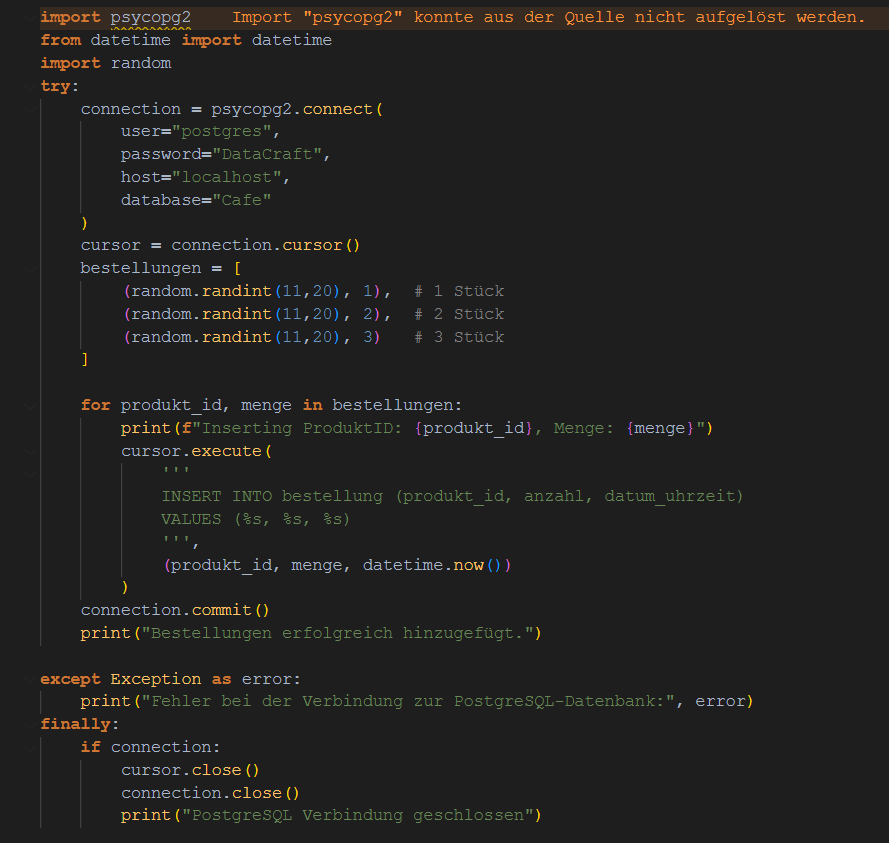 import psycopg2    Import "psycopg2" konnte aus der Quelle nicht aufgelöst werden.
from datetime import datetime
import random
try:
    connection = psycopg2.connect(
        user="postgres",
        password="DataCraft",
        host="localhost",
        database="Cafe"
    )
    cursor = connection.cursor()
    bestellungen = [
        (random.randint(11,20), 1),  # 1 Stück
        (random.randint(11,20), 2),  # 2 Stück
        (random.randint(11,20), 3)   # 3 Stück
    ]
    for produkt_id, menge in bestellungen:
        print(f"Inserting ProduktID: {produkt_id}, Menge: {menge}")
        cursor.execute(
            '''
            INSERT INTO bestellung (produkt_id, anzahl, datum_uhrzeit)
            VALUES (%s, %s, %s)
            ''',
            (produkt_id, menge, datetime.now())
        )
    connection.commit()
    print("Bestellungen erfolgreich hinzugefügt.")
except Exception as error:
    print("Fehler bei der Verbindung zur PostgreSQL-Datenbank:", error)
finally:
    if connection:
        cursor.close()
        connection.close()
        print("PostgreSQL Verbindung geschlossen")